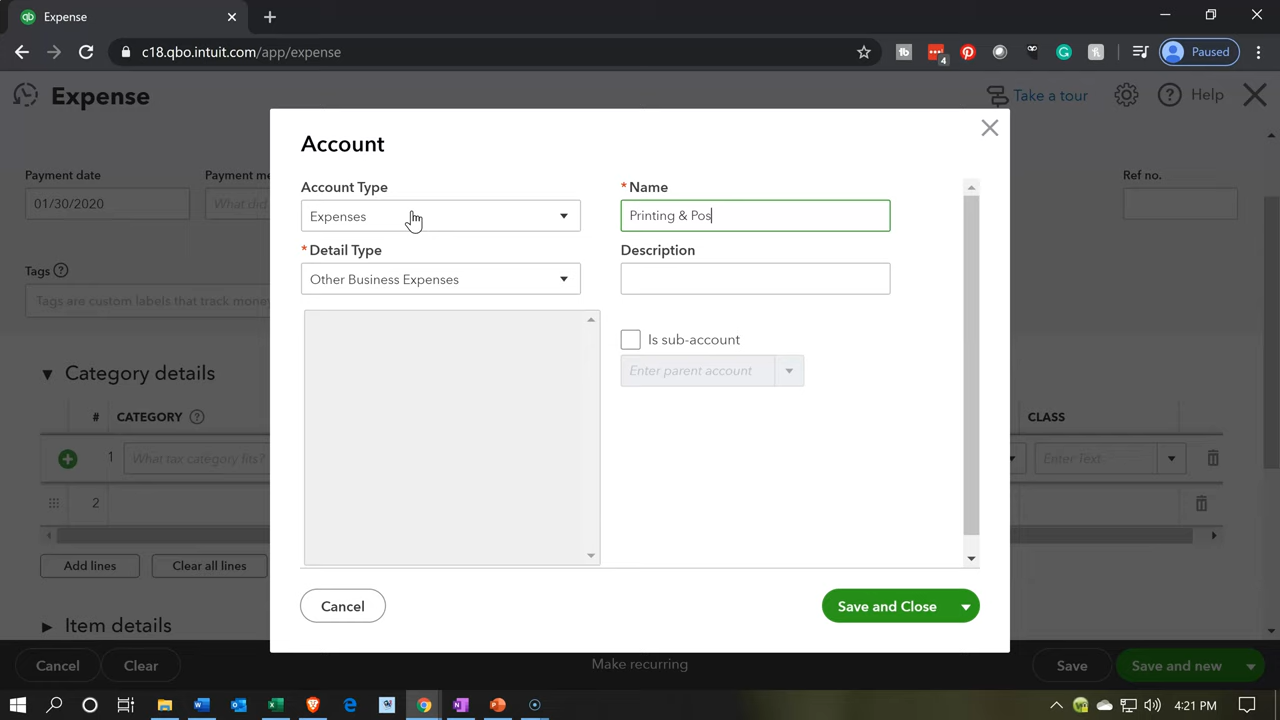 Expense
c18.qbo.intuit.com/app/expense
4
Paused
Expense
Take a tour
Help
Account
Account Type
* Name
Payment date
Payment me
Ref no.
01/30/2020
What did
Expenses
Printing & Pos
* Detail Type
Description
Tags
Other Business Expenses
Tags are custom labels that track money
Is sub-account
Enter parent account
Category details
# CATEGORY
CLASS
1
What tax category fits?
Enter Text...
2
Add lines
Clear all lines
Cancel
Save and Close
Item details
Cancel
Clear
Make recurring
Save
Save and new
4:21 PM